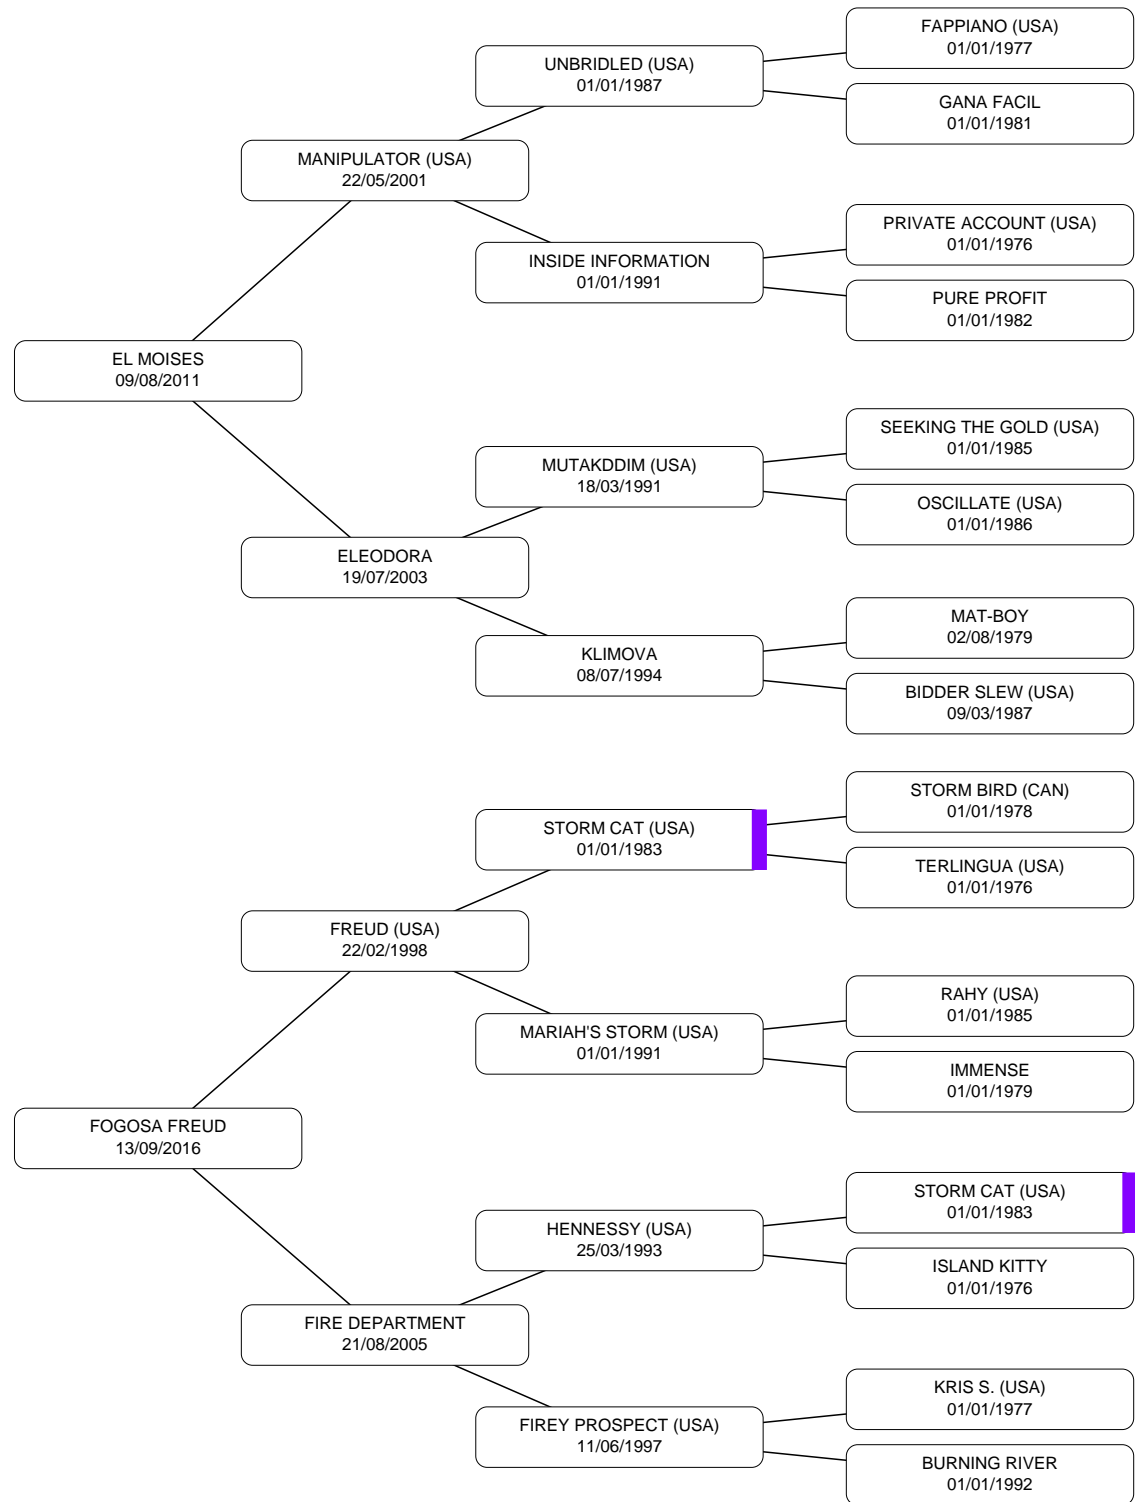 FAPPIANO (USA)
01/01/1977
UNBRIDLED (USA)
01/01/1987
GANA FACIL
01/01/1981
MANIPULATOR (USA)
22/05/2001
PRIVATE ACCOUNT (USA)
01/01/1976
INSIDE INFORMATION
01/01/1991
PURE PROFIT
01/01/1982
EL MOISES
09/08/2011
SEEKING THE GOLD (USA)
01/01/1985
MUTAKDDIM (USA)
18/03/1991
OSCILLATE (USA)
01/01/1986
ELEODORA
19/07/2003
MAT-BOY
02/08/1979
KLIMOVA
08/07/1994
BIDDER SLEW (USA)
09/03/1987
STORM BIRD (CAN)
01/01/1978
STORM CAT (USA)
01/01/1983
TERLINGUA (USA)
01/01/1976
FREUD (USA)
22/02/1998
RAHY (USA)
01/01/1985
MARIAH'S STORM (USA)
01/01/1991
IMMENSE
01/01/1979
FOGOSA FREUD
13/09/2016
STORM CAT (USA)
01/01/1983
HENNESSY (USA)
25/03/1993
ISLAND KITTY
01/01/1976
FIRE DEPARTMENT
21/08/2005
KRIS S. (USA)
01/01/1977
FIREY PROSPECT (USA)
11/06/1997
BURNING RIVER
01/01/1992